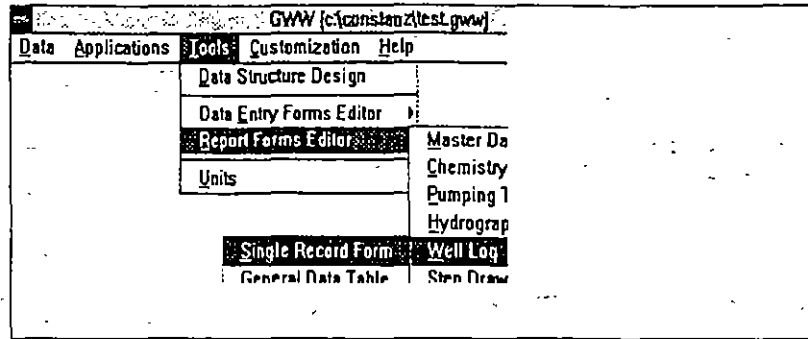 GWW [c:\constanz\test.gww]
Data Applications Tools Customization Help
Data Structure Design
Data Entry Forms Editor
Report Forms Editor Master Da
Chemistry
Units
Pumping T
Hydrograp
Single Record Form Well Log
General Data Table Step Draw